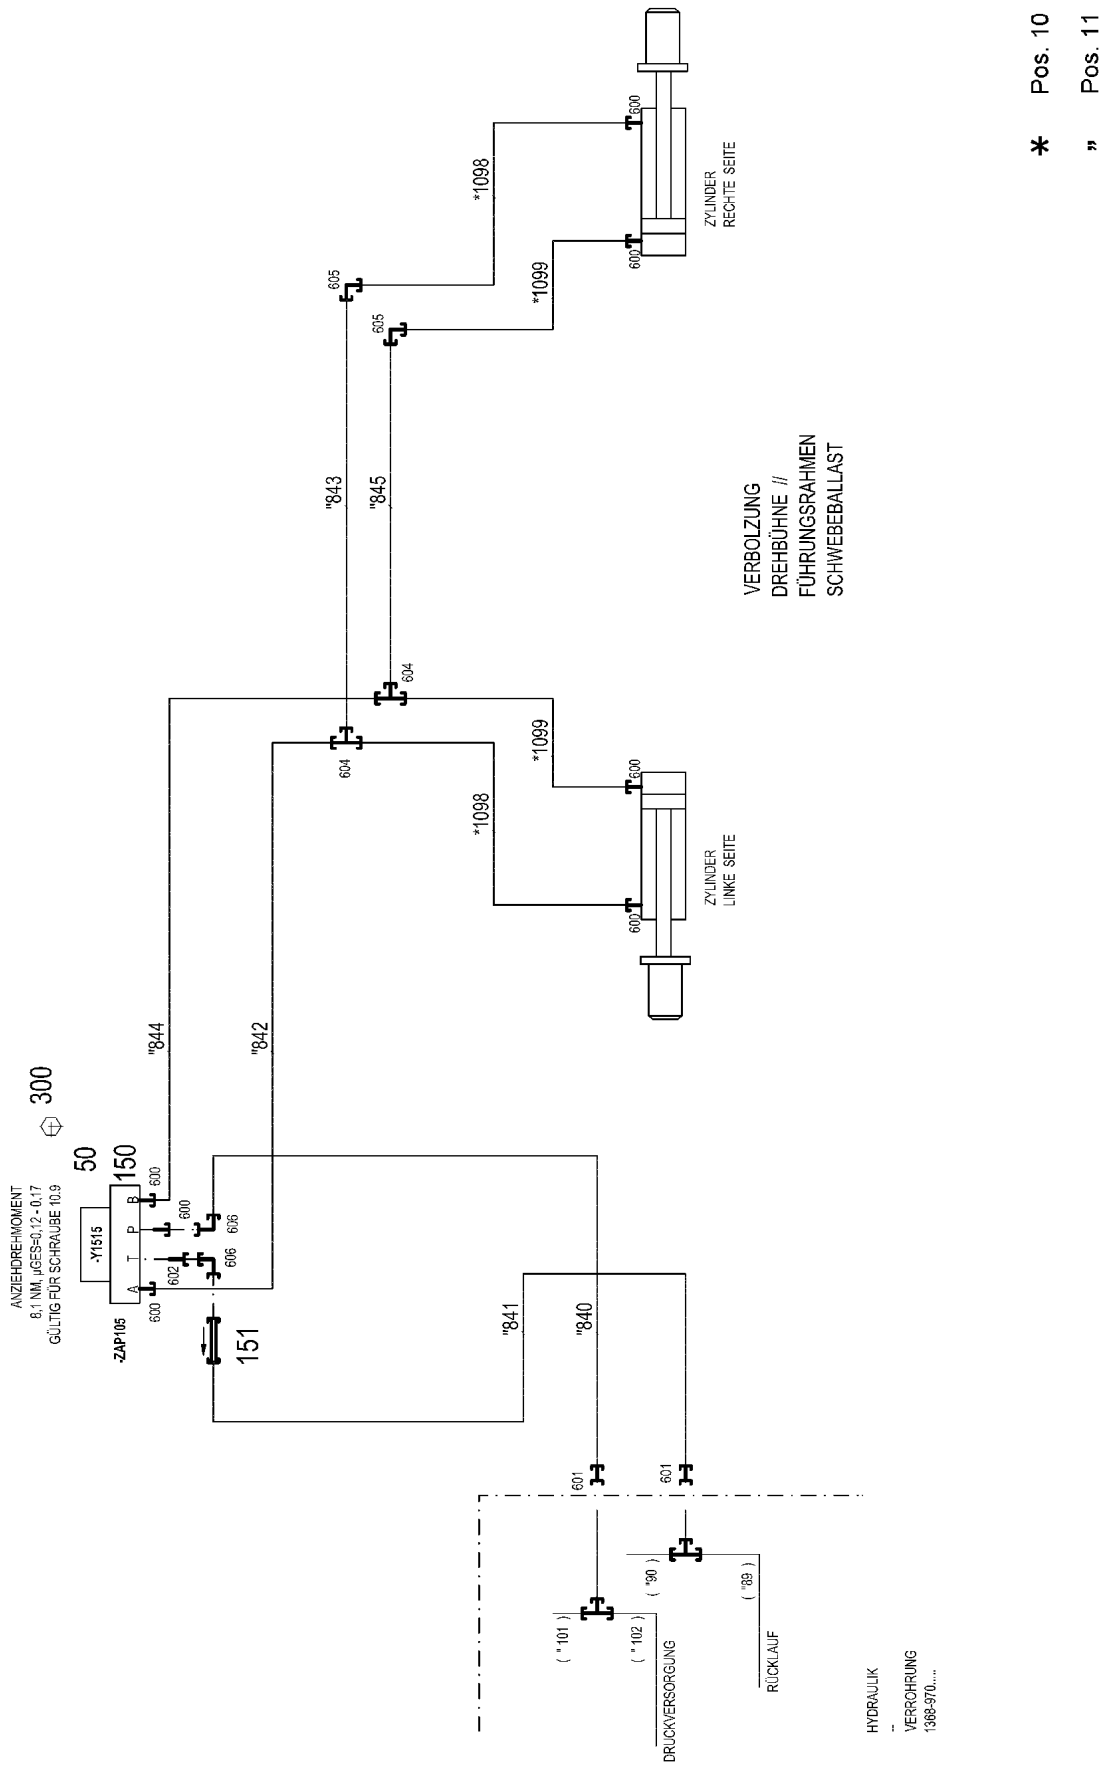 ANZIEHDREHMOMENT
8,1 NM, µGES=0,12 - 0,17
GÜLTIG FÜR SCHRAUBE 10.9
300
50
150
-Y1515
-ZAP105
A
T
P
B
600
602
600
600
606
606
151
"844
"842
"841
"840
601
601
604
604
"843
"845
605
605
*1098
*1099
*1098
*1099
600
600
ZYLINDER
LINKE SEITE
600
600
ZYLINDER
RECHTE SEITE
VERBOLZUNG
DREHBÜHNE //
FÜHRUNGSRAHMEN
SCHWEBEBALLAST
( "101 )
( "102 )
DRUCKVERSORGUNG
( "90 )
( "89 )
RÜCKLAUF
HYDRAULIK
--
VERROHRUNG
1368-970.....
* Pos. 10
" Pos. 11